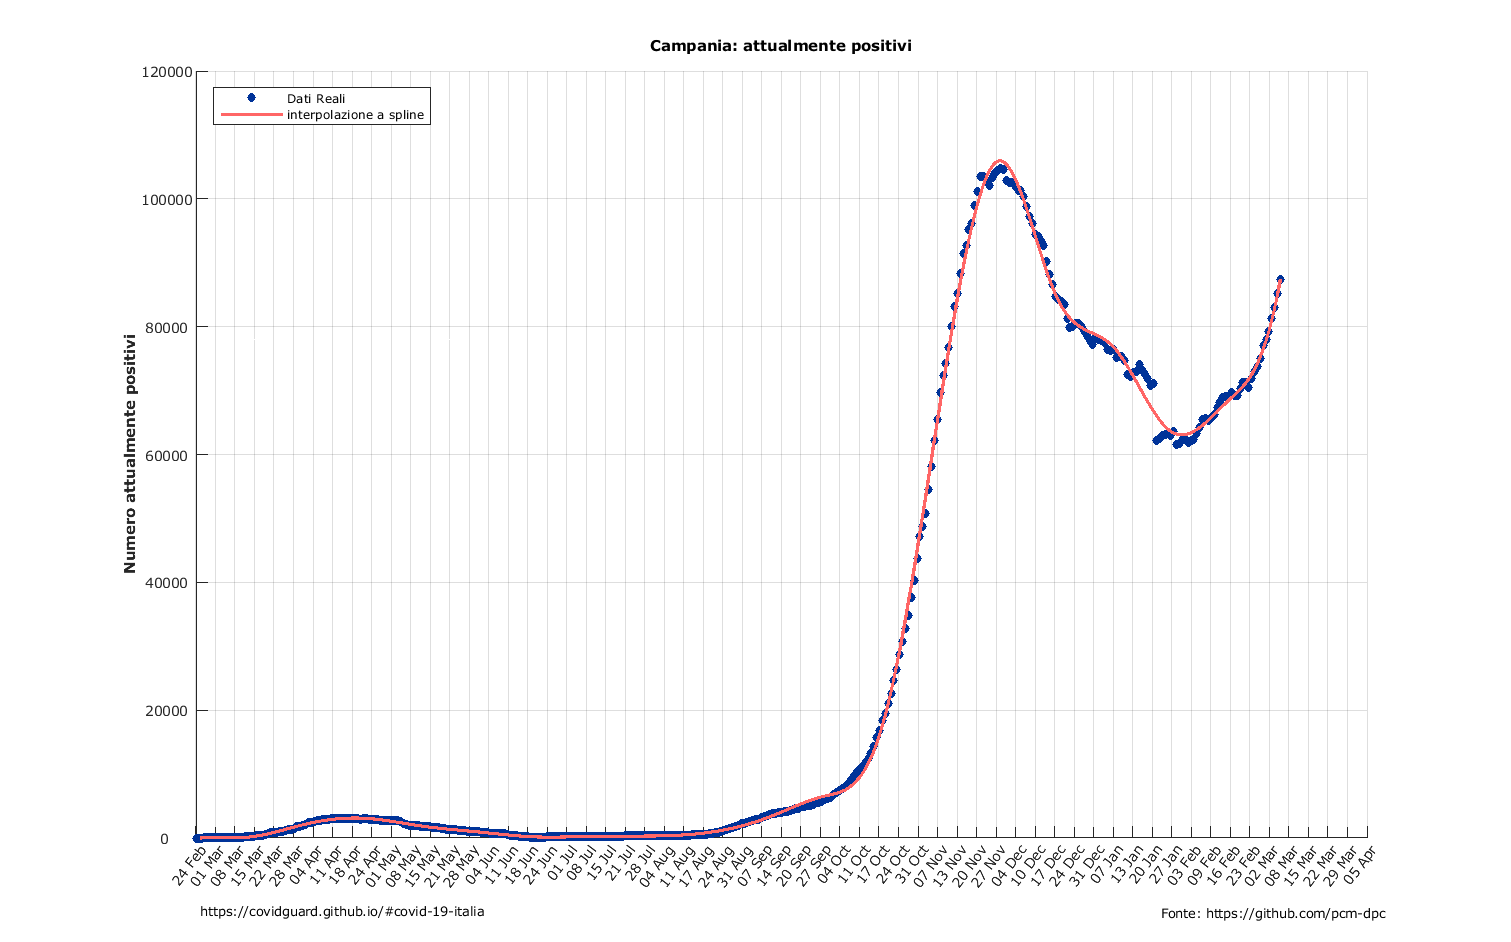 Campania: attualmente positivi
Dati Reali
interpolazione a spline
Numero attualmente positivi
120000
100000
80000
60000
40000
20000
0
24 Feb
01 Mar
08 Mar
15 Mar
22 Mar
28 Mar
04 Apr
11 Apr
18 Apr
24 Apr
01 May
08 May
15 May
21 May
28 May
04 Jun
11 Jun
18 Jun
24 Jun
01 Jul
08 Jul
15 Jul
21 Jul
28 Jul
04 Aug
11 Aug
17 Aug
24 Aug
31 Aug
07 Sep
14 Sep
20 Sep
27 Sep
04 Oct
11 Oct
17 Oct
24 Oct
31 Oct
07 Nov
13 Nov
20 Nov
27 Nov
04 Dec
10 Dec
17 Dec
24 Dec
31 Dec
07 Jan
13 Jan
20 Jan
27 Jan
03 Feb
09 Feb
16 Feb
23 Feb
02 Mar
08 Mar
15 Mar
22 Mar
29 Mar
05 Apr
https://covidguard.github.io/#covid-19-italia
Fonte: https://github.com/pcm-dpc